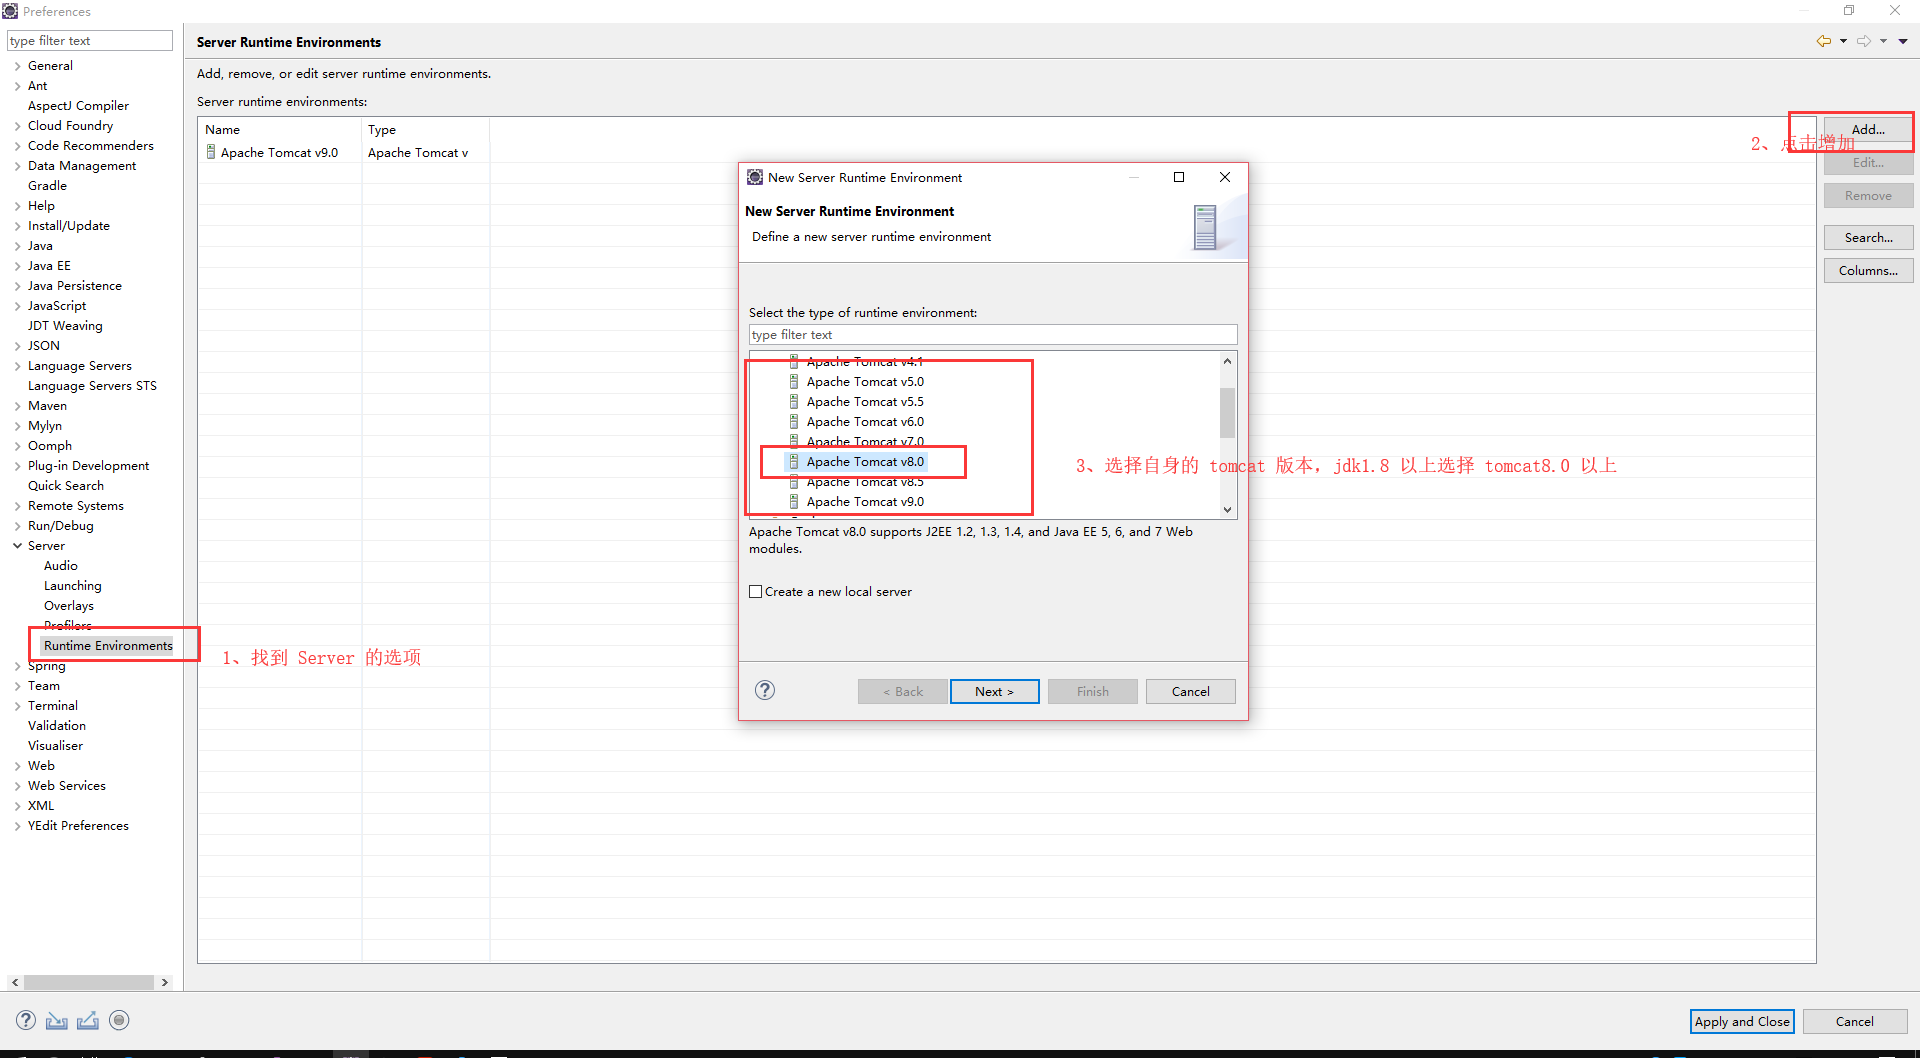 Preferences
type filter text
General
Ant
AspectJ Compiler
Cloud Foundry
Code Recommenders
Data Management
Gradle
Help
Install/Update
Java
Java EE
Java Persistence
JavaScript
JDT Weaving
JSON
Language Servers
Language Servers STS
Maven
Mylyn
Oomph
Plug-in Development
Quick Search
Remote Systems
Run/Debug
Server
Audio
Launching
Overlays
Profilers
Runtime Environments
Spring
Team
Terminal
Validation
Visualiser
Web
Web Services
XML
YEdit Preferences
1、找到 Server 的选项
Server Runtime Environments
Add, remove, or edit server runtime environments.
Server runtime environments:
Name Type
Apache Tomcat v9.0 Apache Tomcat v
2、点击增加
Add...
Edit...
Remove
Search...
Columns...
New Server Runtime Environment
New Server Runtime Environment
Define a new server runtime environment
Select the type of runtime environment:
type filter text
Apache Tomcat v4.1
Apache Tomcat v5.0
Apache Tomcat v5.5
Apache Tomcat v6.0
Apache Tomcat v7.0
Apache Tomcat v8.0
Apache Tomcat v8.5
Apache Tomcat v9.0
3、选择自身的 tomcat 版本，jdk1.8 以上选择 tomcat8.0 以上
Apache Tomcat v8.0 supports J2EE 1.2, 1.3, 1.4, and Java EE 5, 6, and 7 Web
modules.
Create a new local server
< Back Next > Finish Cancel
Apply and Close Cancel